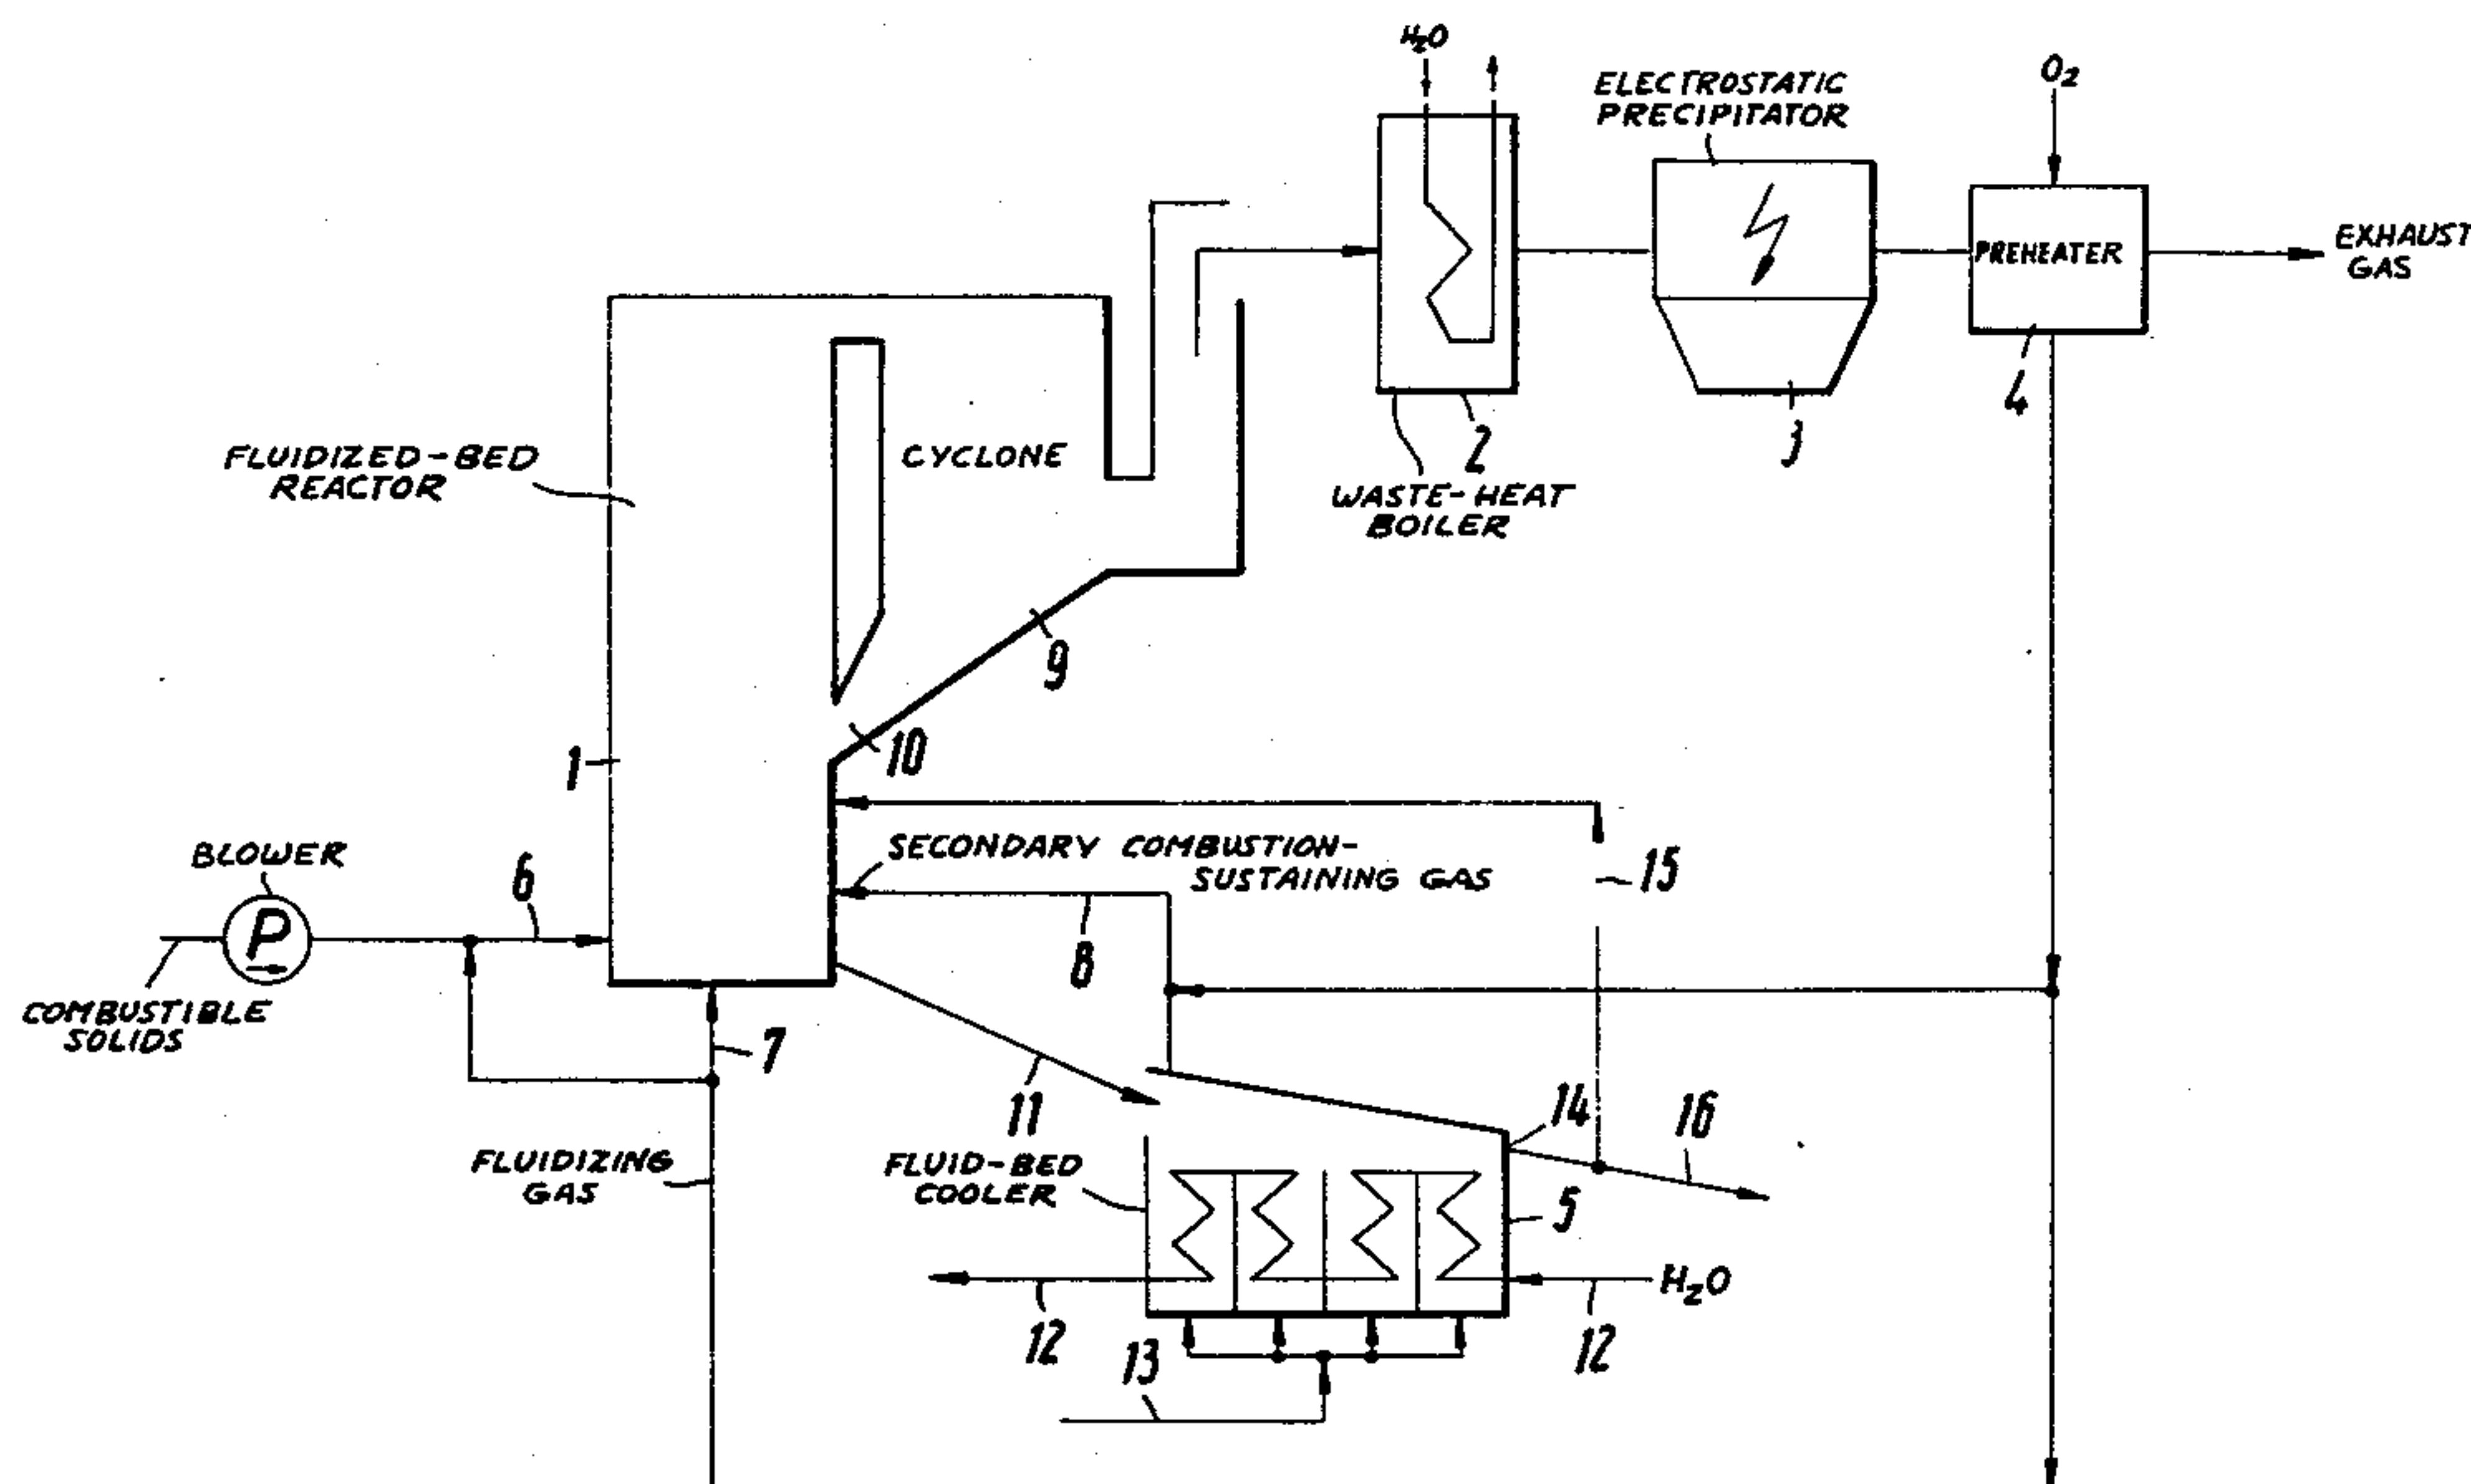 H2O
O2
ELECTROSTATIC
PRECIPITATOR
PREHEATER
EXHAUST
GAS
4
3
2
WASTE-HEAT
BOILER
FLUIDIZED-BED
REACTOR
CYCLONE
9
10
1
BLOWER
P
6
COMBUSTIBLE
SOLIDS
SECONDARY COMBUSTION-
SUSTAINING GAS
15
8
7
11
14
16
FLUIDIZING
GAS
FLUID-BED
COOLER
5
H2O
12
12
13